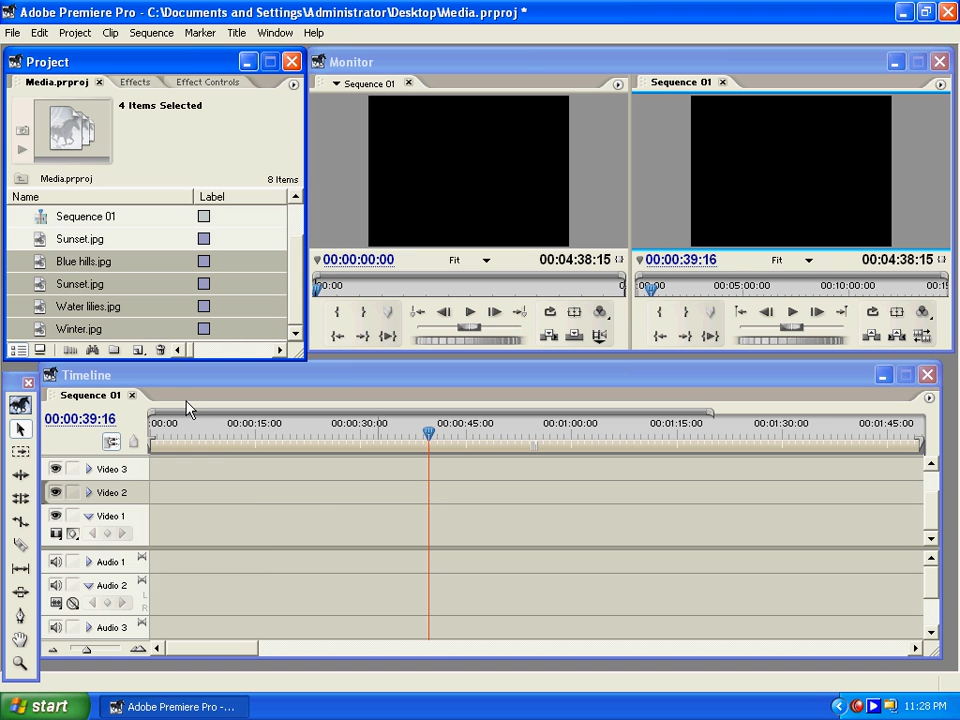 Adobe Premiere Pro - C:\Documents and Settings\Administrator\Desktop\Media.prproj *
File Edit Project Clip Sequence Marker Title Window Help
Project
Media.prproj Effects Effect Controls
4 Items Selected
Media.prproj 8 Items
Name Label
Sequence 01
Sunset.jpg
Blue hills.jpg
Sunset.jpg
Water lilies.jpg
Winter.jpg
Monitor
Sequence 01
00:00:00:00 Fit 00:04:38:15
00:00
Sequence 01
00:00:39:16 Fit 00:04:38:15
00:05:00:00 00:10:00:00
Timeline
Sequence 01
00:00:39:16
:00:00 00:00:15:00 00:00:30:00 00:00:45:00 00:01:00:00 00:01:15:00 00:01:30:00 00:01:45:00
Video 3
Video 2
Video 1
Audio 1
Audio 2
L
R
Audio 3
start Adobe Premiere Pro -... 11:28 PM